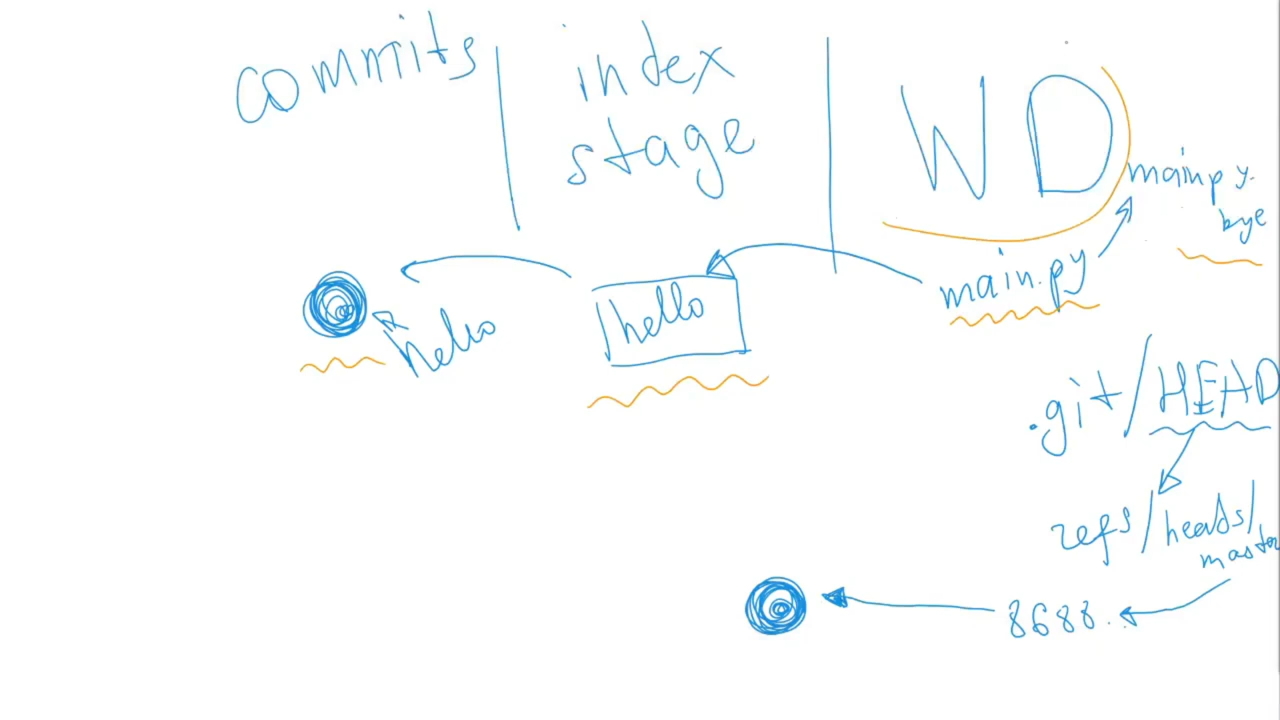 commits
index
stage
WD
main.py
bye
main.py
hello
hello
.git/HEAD
refs/heads/
master
8688..